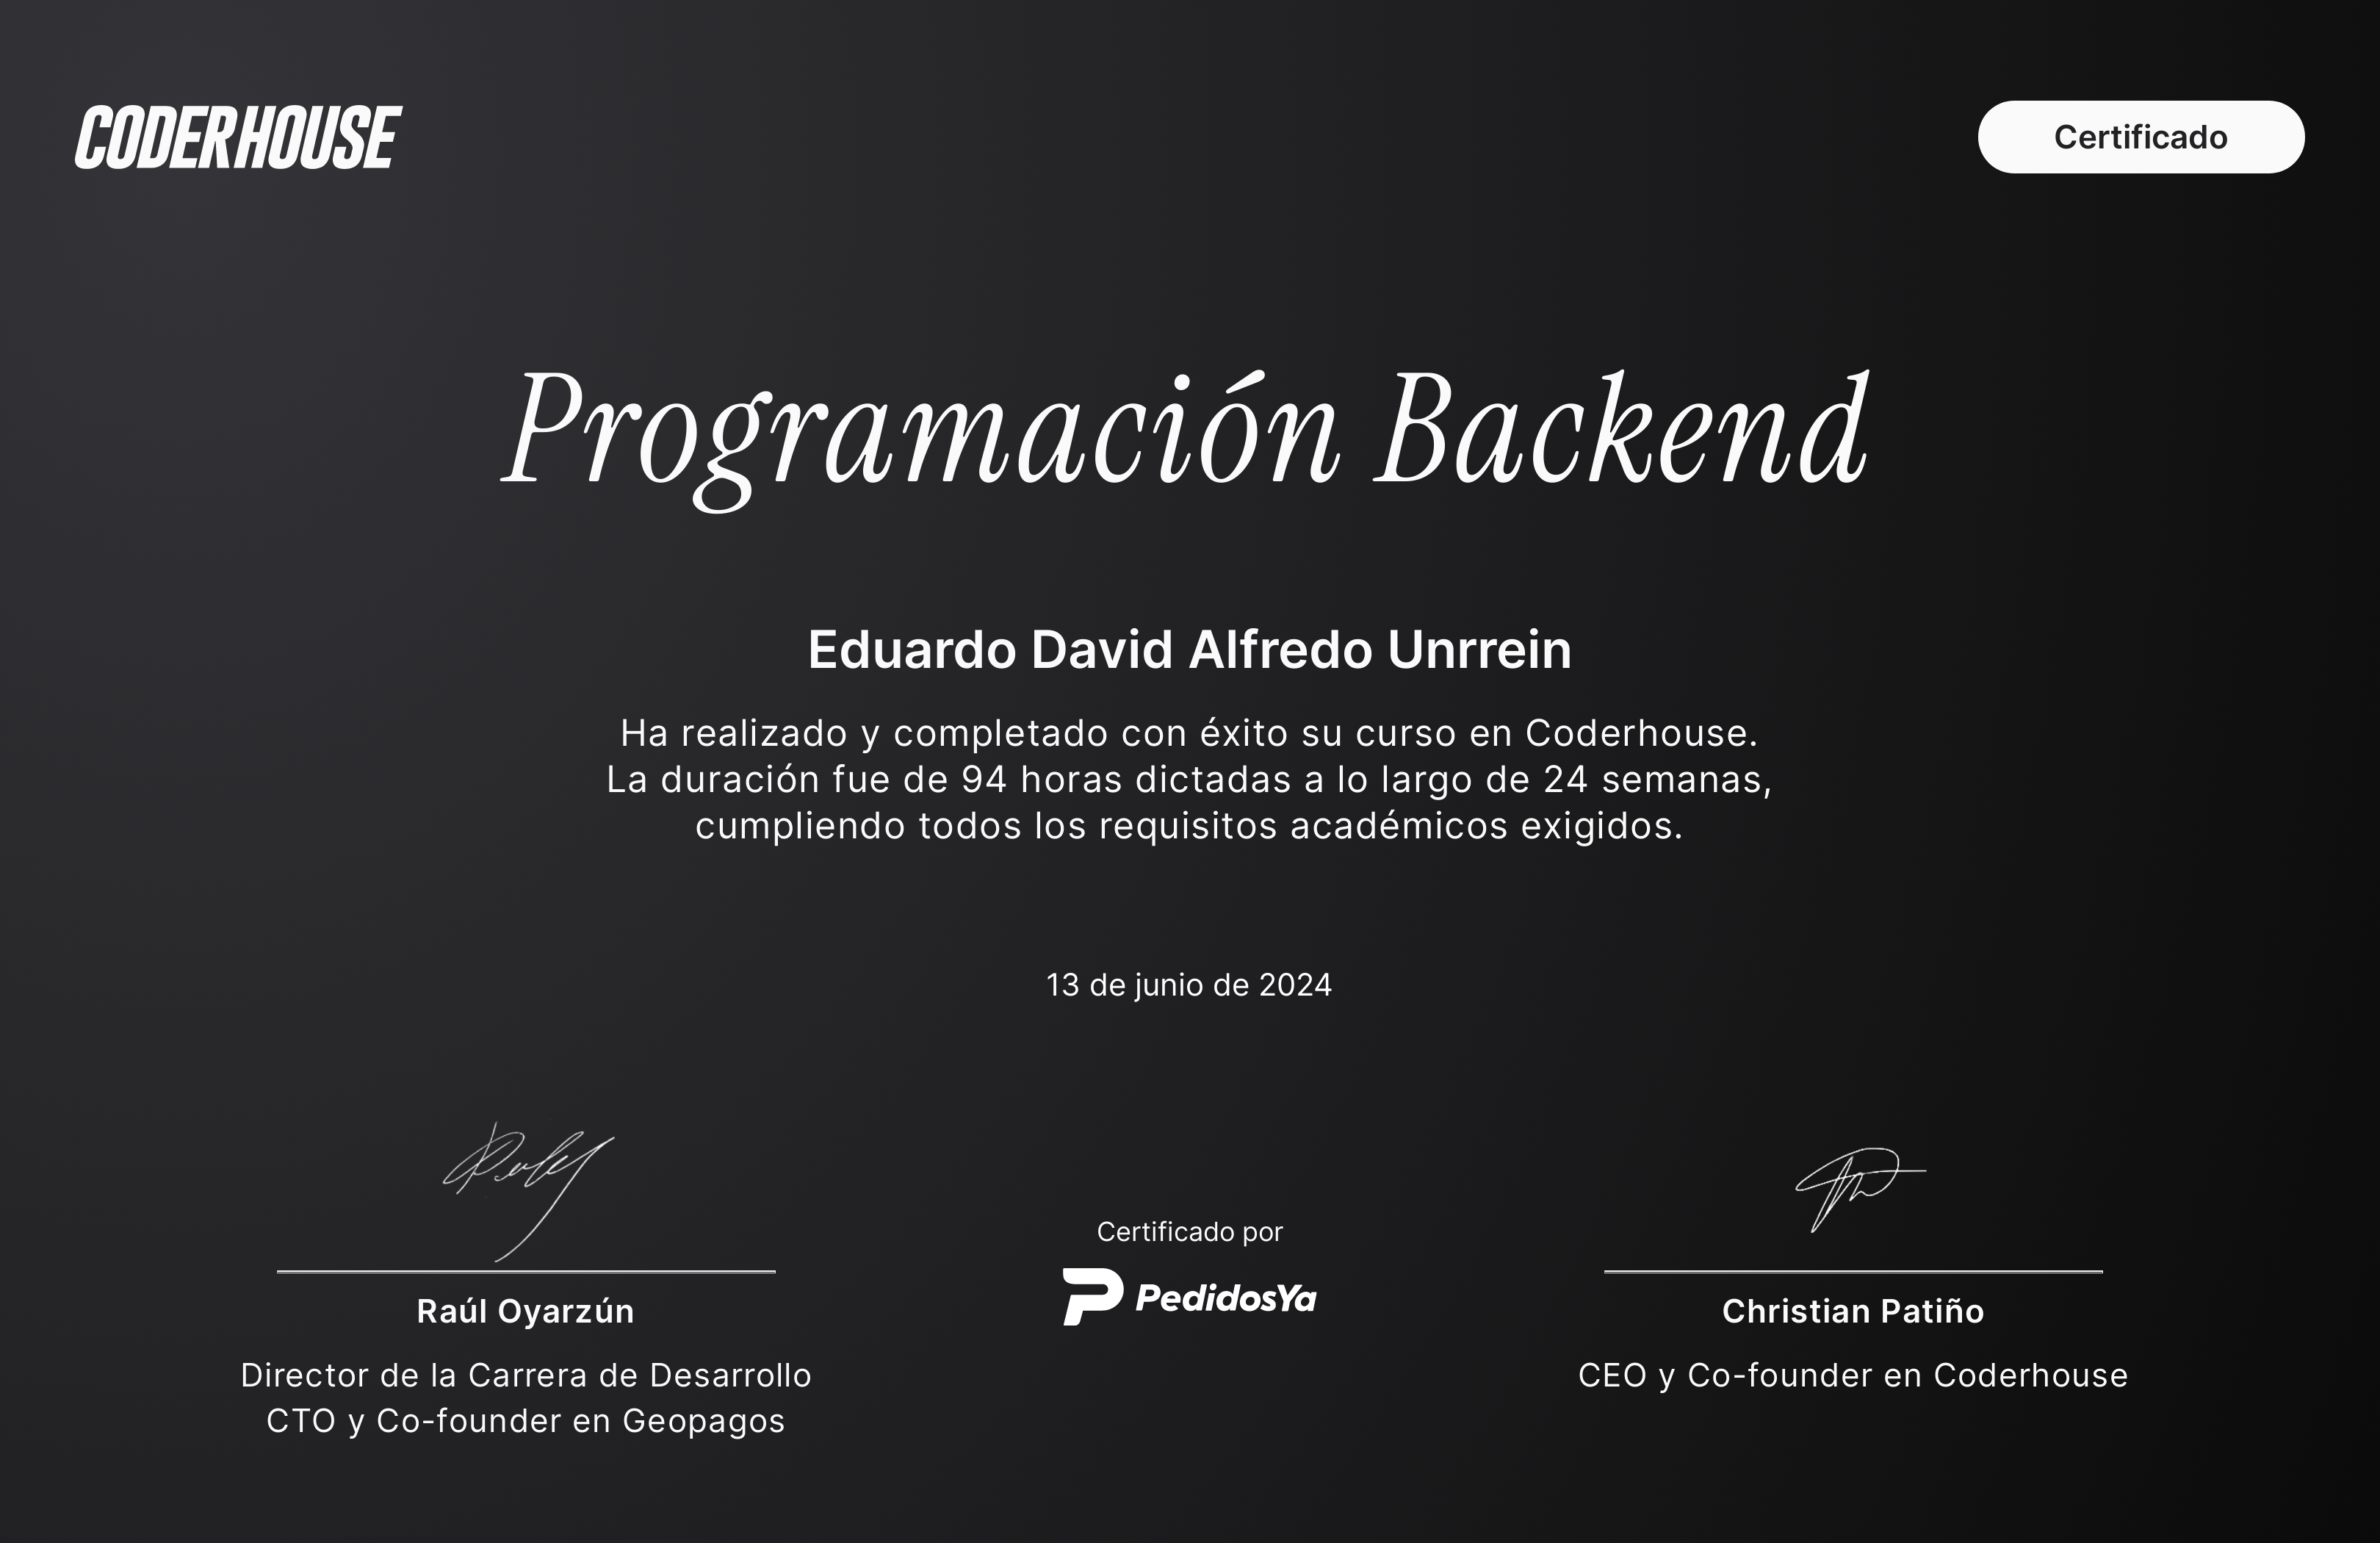 CODERHOUSE
Certificado
Programación Backend
Eduardo David Alfredo Unrrein
Ha realizado y completado con éxito su curso en Coderhouse.
La duración fue de 94 horas dictadas a lo largo de 24 semanas,
cumpliendo todos los requisitos académicos exigidos.
13 de junio de 2024
Raúl Oyarzún
Director de la Carrera de Desarrollo
CTO y Co-founder en Geopagos
Certificado por
PedidosYa
Christian Patiño
CEO y Co-founder en Coderhouse